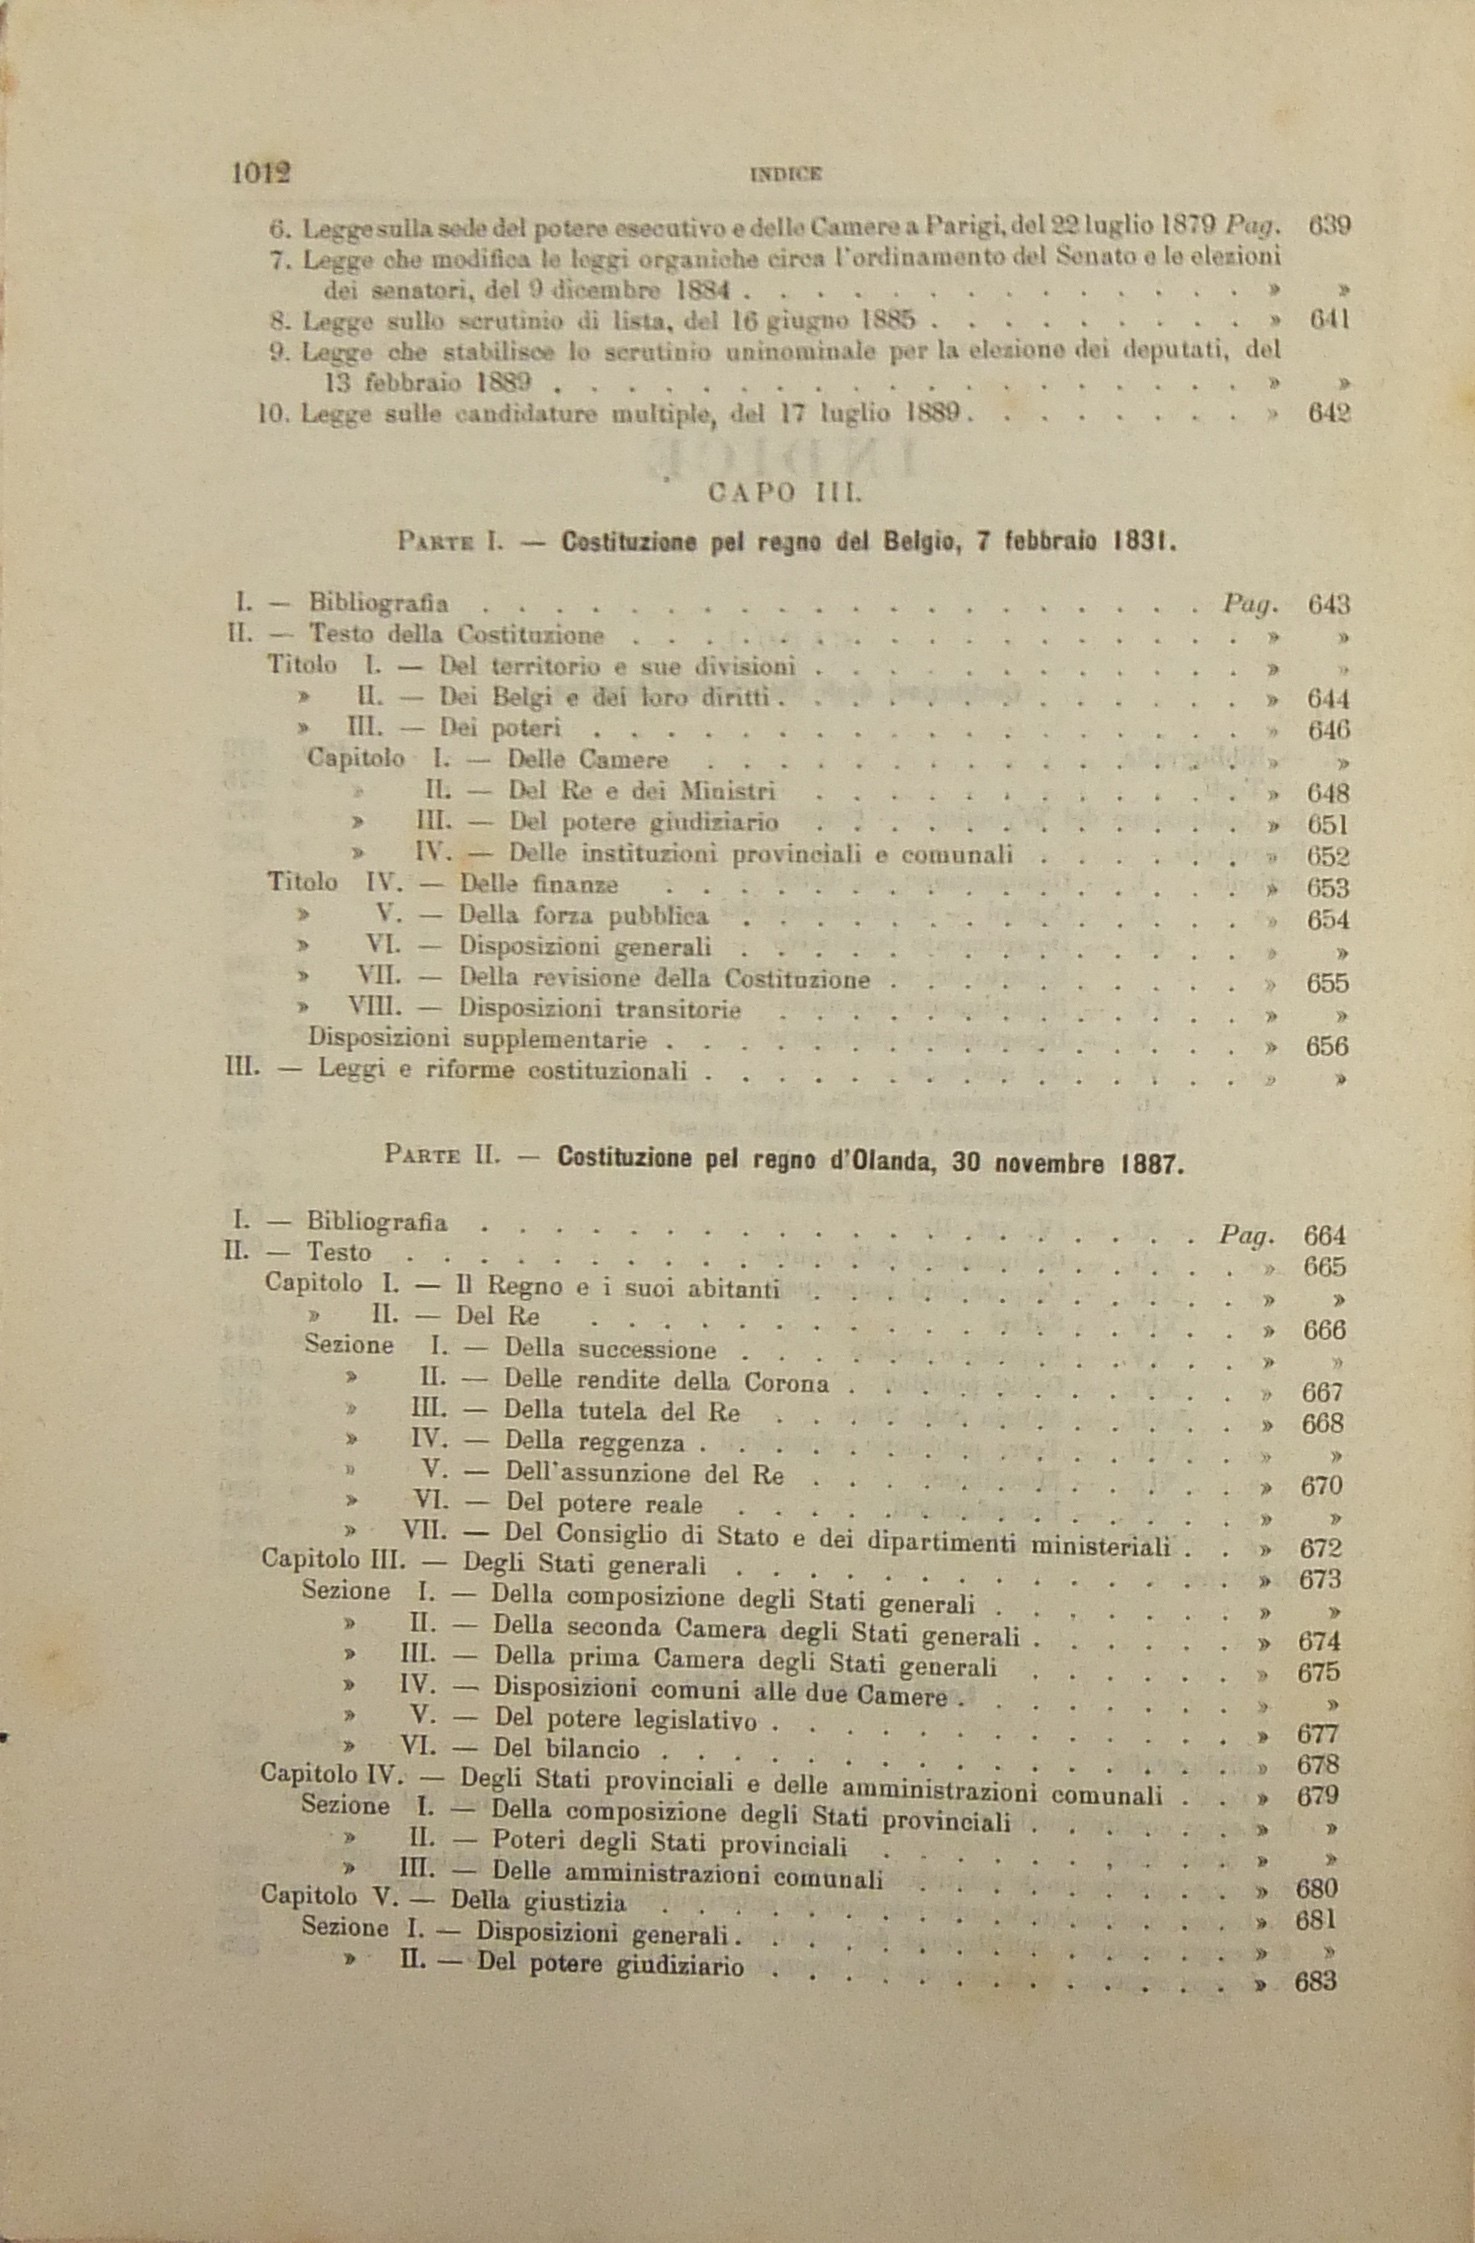 1012 INDICE
6. Legge sulla sede del potere esecutivo e delle Camere a Parigi, del 22 luglio 1879 Pag. 639
7. Legge che modifica le leggi organiche circa l'ordinamento del Senato e le elezioni
dei senatori, del 9 dicembre 1884 . . . . . . . . . . . . . . » »
8. Legge sullo scrutinio di lista, del 16 giugno 1885 . . . . . . . . . » 641
9. Legge che stabilisce lo scrutinio uninominale per la elezione dei deputati, del
13 febbraio 1889 . . . . . . . . . . . . . . . . . . . » »
10. Legge sulle candidature multiple, del 17 luglio 1889 . . . . . . . . » 642
CAPO III.
PARTE I. — Costituzione pel regno del Belgio, 7 febbraio 1831.
I. — Bibliografia . . . . . . . . . . . . . . . . . . . . Pag. 643
II. — Testo della Costituzione . . . . . . . . . . . . . . . . . » »
Titolo I. — Del territorio e sue divisioni . . . . . . . . . . . . » »
» II. — Dei Belgi e dei loro diritti . . . . . . . . . . . . . » 644
» III. — Dei poteri . . . . . . . . . . . . . . . . . . » 646
Capitolo I. — Delle Camere . . . . . . . . . . . . . . . » »
» II. — Del Re e dei Ministri . . . . . . . . . . . . » 648
» III. — Del potere giudiziario . . . . . . . . . . . . » 651
» IV. — Delle instituzioni provinciali e comunali . . . . . . » 652
Titolo IV. — Delle finanze . . . . . . . . . . . . . . . . » 653
» V. — Della forza pubblica . . . . . . . . . . . . . . » 654
» VI. — Disposizioni generali . . . . . . . . . . . . . . » »
» VII. — Della revisione della Costituzione . . . . . . . . . . » 655
» VIII. — Disposizioni transitorie . . . . . . . . . . . . . » »
Disposizioni supplementarie . . . . . . . . . . . . . . . . » 656
III. — Leggi e riforme costituzionali . . . . . . . . . . . . . . . » »
PARTE II. — Costituzione pel regno d'Olanda, 30 novembre 1887.
I. — Bibliografia . . . . . . . . . . . . . . . . . . . . Pag. 664
II. — Testo . . . . . . . . . . . . . . . . . . . . . . . » 665
Capitolo I. — Il Regno e i suoi abitanti . . . . . . . . . . . . » »
» II. — Del Re . . . . . . . . . . . . . . . . . . » 666
Sezione I. — Della successione . . . . . . . . . . . . . . » »
» II. — Delle rendite della Corona . . . . . . . . . . . » 667
» III. — Della tutela del Re . . . . . . . . . . . . . » 668
» IV. — Della reggenza . . . . . . . . . . . . . . . » »
» V. — Dell'assunzione del Re . . . . . . . . . . . . » 670
» VI. — Del potere reale . . . . . . . . . . . . . . » »
» VII. — Del Consiglio di Stato e dei dipartimenti ministeriali . . » 672
Capitolo III. — Degli Stati generali . . . . . . . . . . . . . . » 673
Sezione I. — Della composizione degli Stati generali . . . . . . . » »
» II. — Della seconda Camera degli Stati generali . . . . . . » 674
» III. — Della prima Camera degli Stati generali . . . . . . » 675
» IV. — Disposizioni comuni alle due Camere . . . . . . . . » »
» V. — Del potere legislativo . . . . . . . . . . . . . » 677
» VI. — Del bilancio . . . . . . . . . . . . . . . . » 678
Capitolo IV. — Degli Stati provinciali e delle amministrazioni comunali . . » 679
Sezione I. — Della composizione degli Stati provinciali . . . . . . » »
» II. — Poteri degli Stati provinciali . . . . . . . . . . » »
» III. — Delle amministrazioni comunali . . . . . . . . . » 680
Capitolo V. — Della giustizia . . . . . . . . . . . . . . . . » 681
Sezione I. — Disposizioni generali . . . . . . . . . . . . . . » »
» II. — Del potere giudiziario . . . . . . . . . . . . . » 683